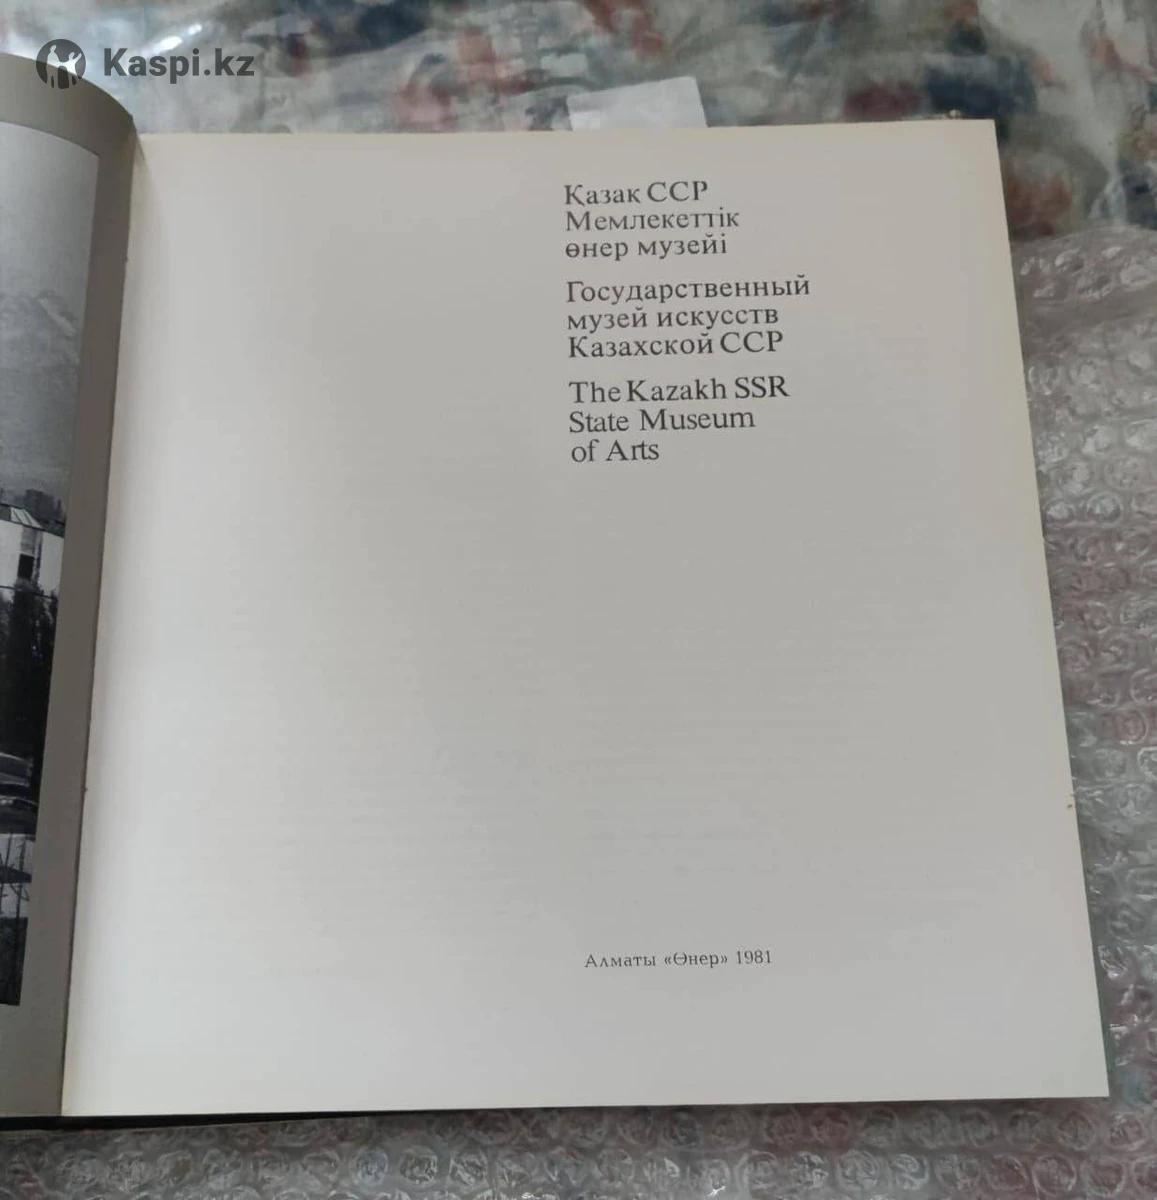 Kaspi.kz
Қазак ССР
Мемлекеттік
өнер музейі
Государственный
музей искусств
Казахской ССР
The Kazakh SSR
State Museum
of Arts
Алматы «Өнер» 1981